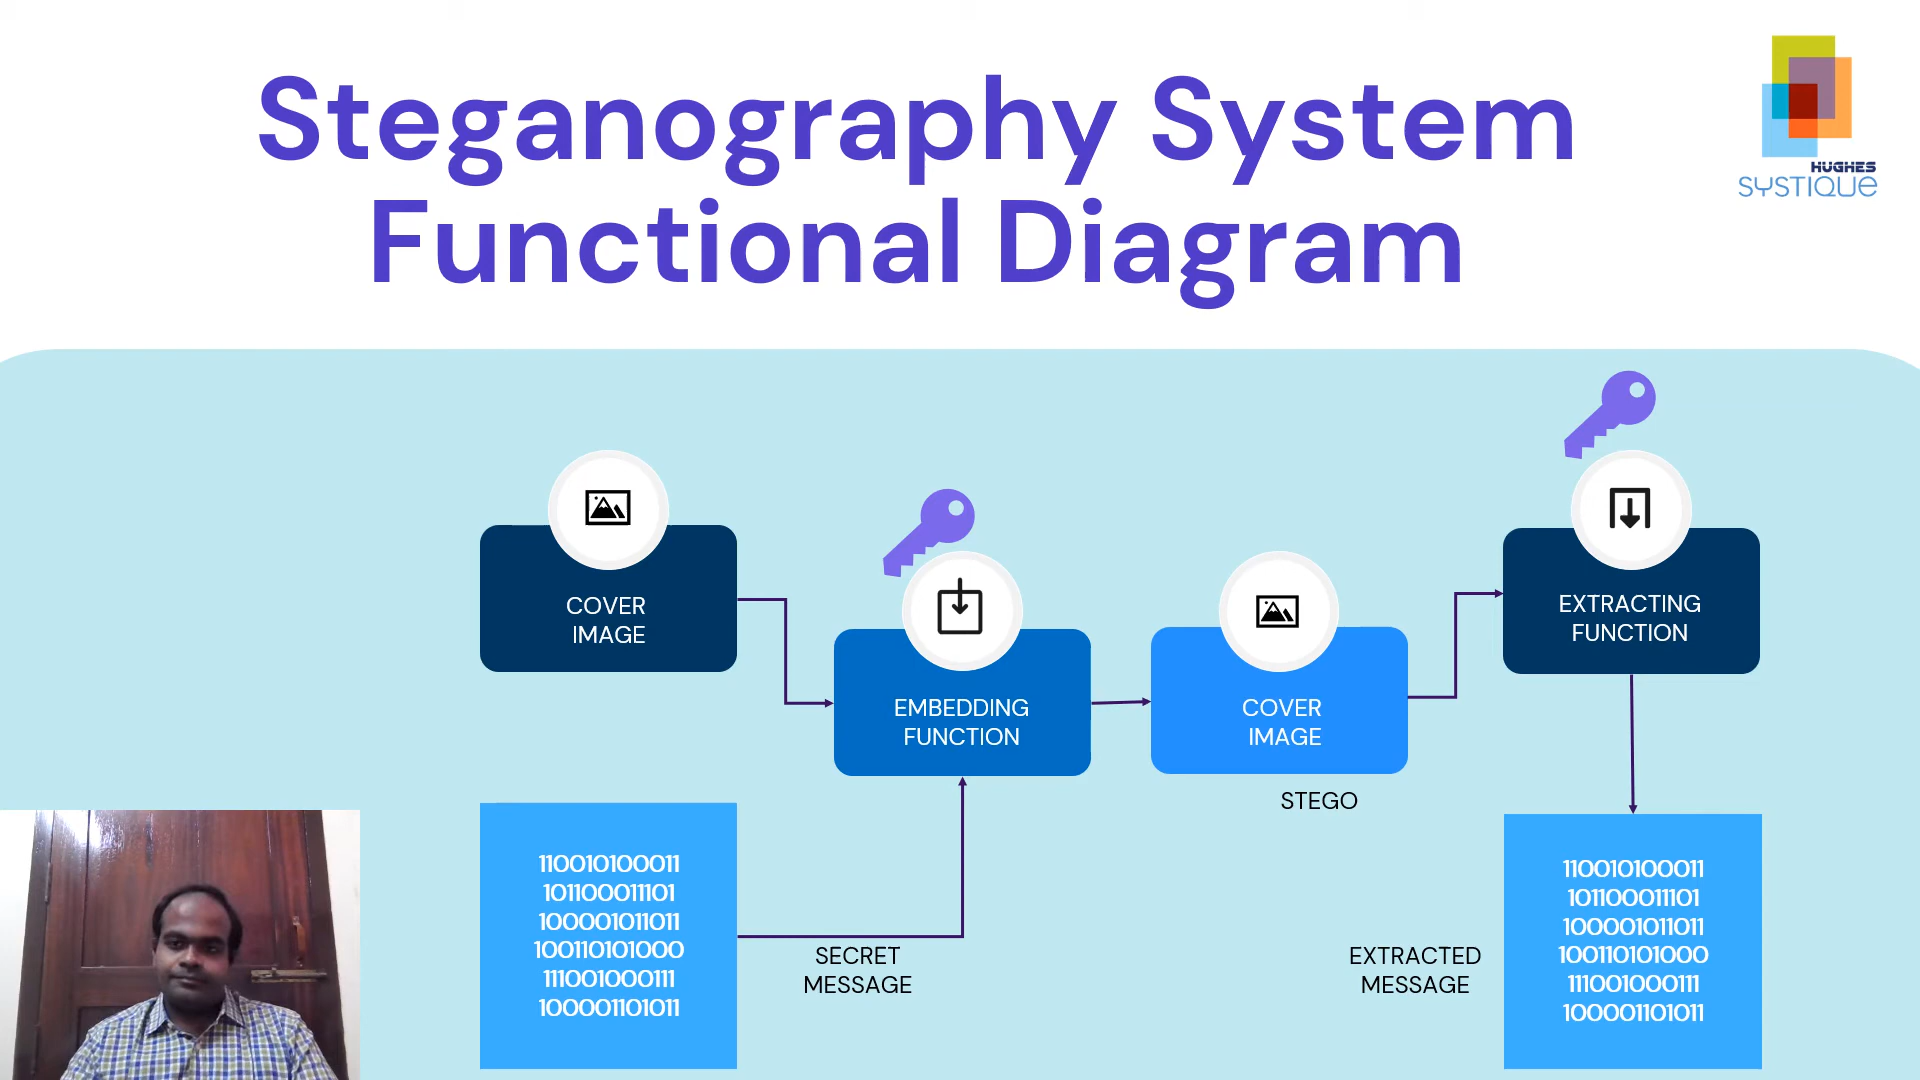 Steganography System
Functional Diagram
HUGHES
SYSTIQUE
COVER
IMAGE
EMBEDDING
FUNCTION
COVER
IMAGE
STEGO
EXTRACTING
FUNCTION
110010100011
101100011101
100001011011
100110101000
111001000111
100001101011
SECRET
MESSAGE
EXTRACTED
MESSAGE
110010100011
101100011101
100001011011
100110101000
111001000111
100001101011